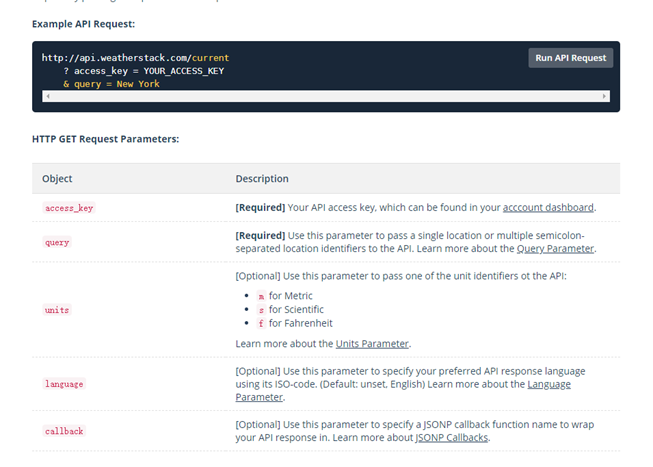 Example API Request:
http://api.weatherstack.com/current
? access_key = YOUR_ACCESS_KEY
& query = New York
Run API Request
HTTP GET Request Parameters:
Object Description
access_key [Required] Your API access key, which can be found in your acccount dashboard.
query [Required] Use this parameter to pass a single location or multiple semicolon-
separated location identifiers to the API. Learn more about the Query Parameter.
units [Optional] Use this parameter to pass one of the unit identifiers ot the API:
• m for Metric
• s for Scientific
• f for Fahrenheit
Learn more about the Units Parameter.
language [Optional] Use this parameter to specify your preferred API response language
using its ISO-code. (Default: unset, English) Learn more about the Language
Parameter.
callback [Optional] Use this parameter to specify a JSONP callback function name to wrap
your API response in. Learn more about JSONP Callbacks.